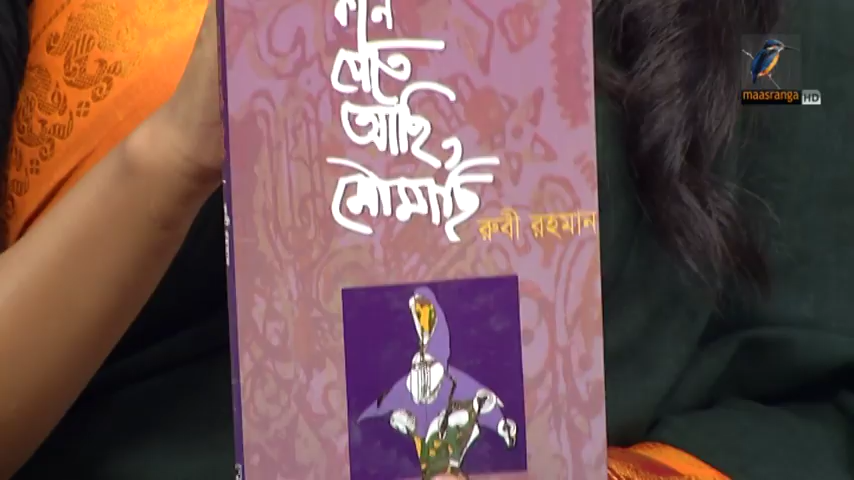 কান
পেতে
আছি,
মৌমাছি
রুবী রহমান
maasranga HD